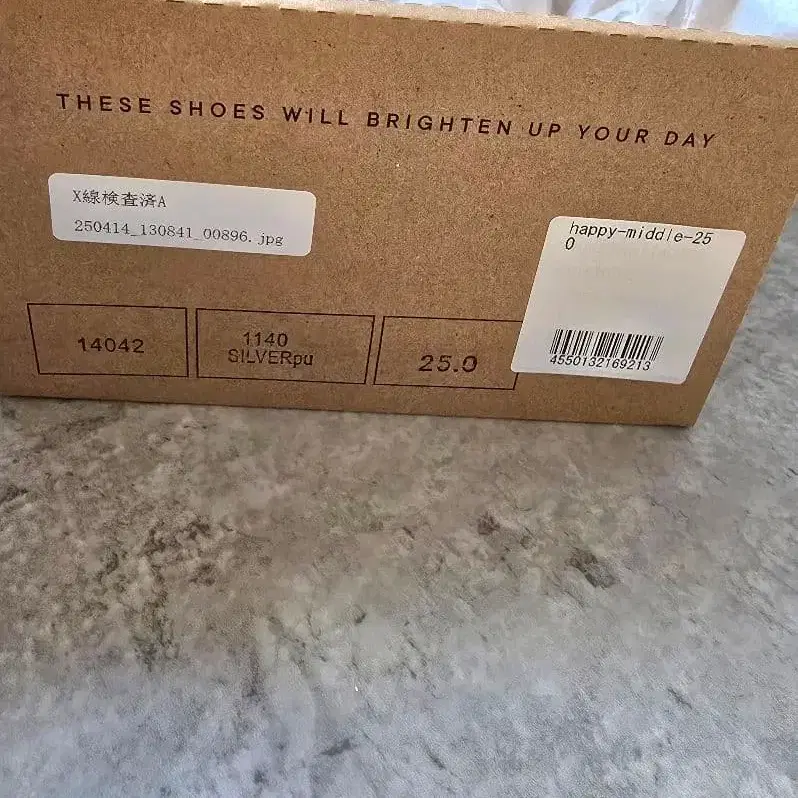 THESE SHOES WILL BRIGHTEN UP YOUR DAY
X線検査済A
250414_130841_00896.jpg
happy-middle-25
0
4550132169213
14042
1140
SILVERpu
25.0